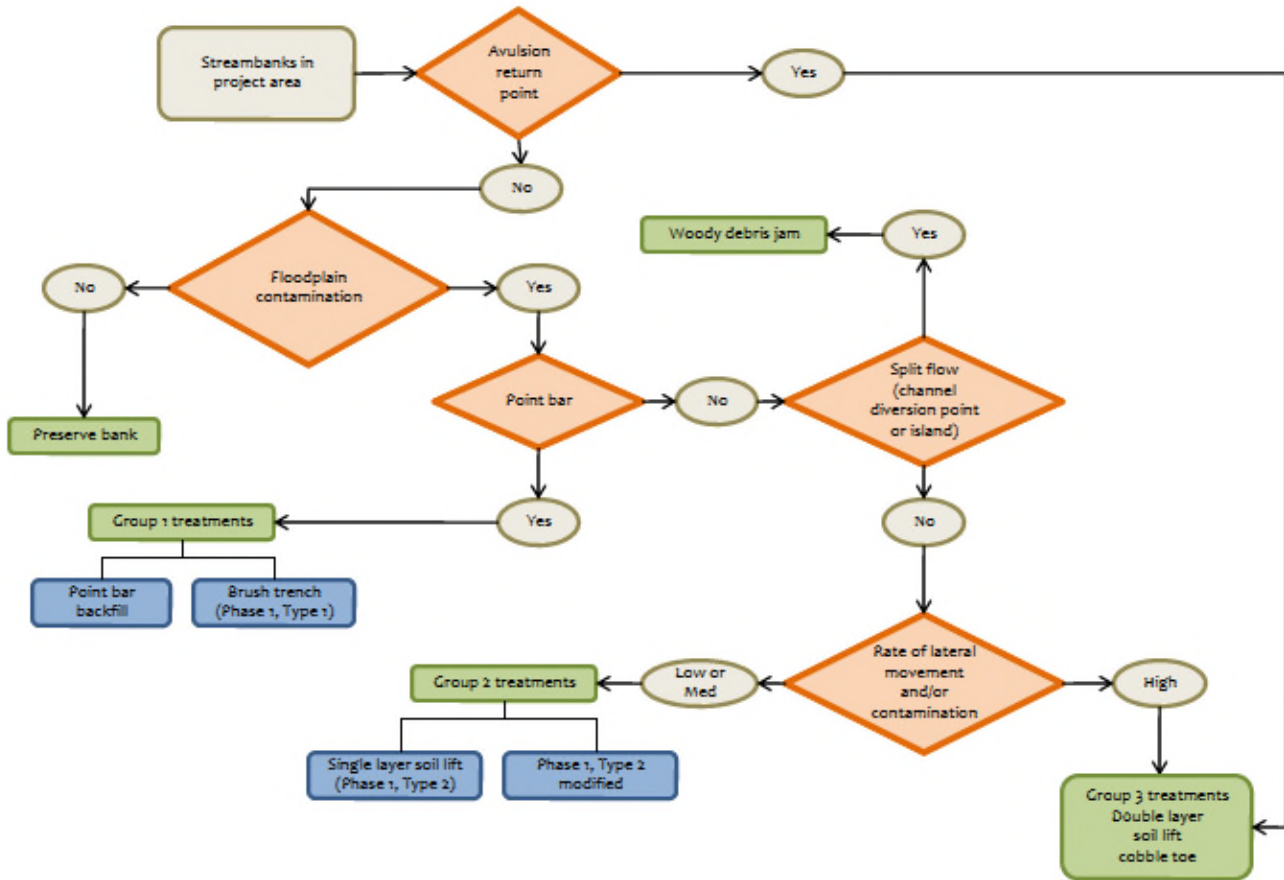 Streambanks in
project area
Avulsion
return
point
Yes
No
Woody debris jam
Yes
No
Floodplain
contamination
Yes
Split flow
(channel
diversion point
or island)
Point bar
No
Preserve bank
Group 1 treatments
Yes
No
Point bar
backfill
Brush trench
(Phase 1, Type 1)
Group 2 treatments
Low or
Med
Rate of lateral
movement
and/or
contamination
High
Single layer soil lift
(Phase 1, Type 2)
Phase 1, Type 2
modified
Group 3 treatments
Double layer
soil lift
cobble toe